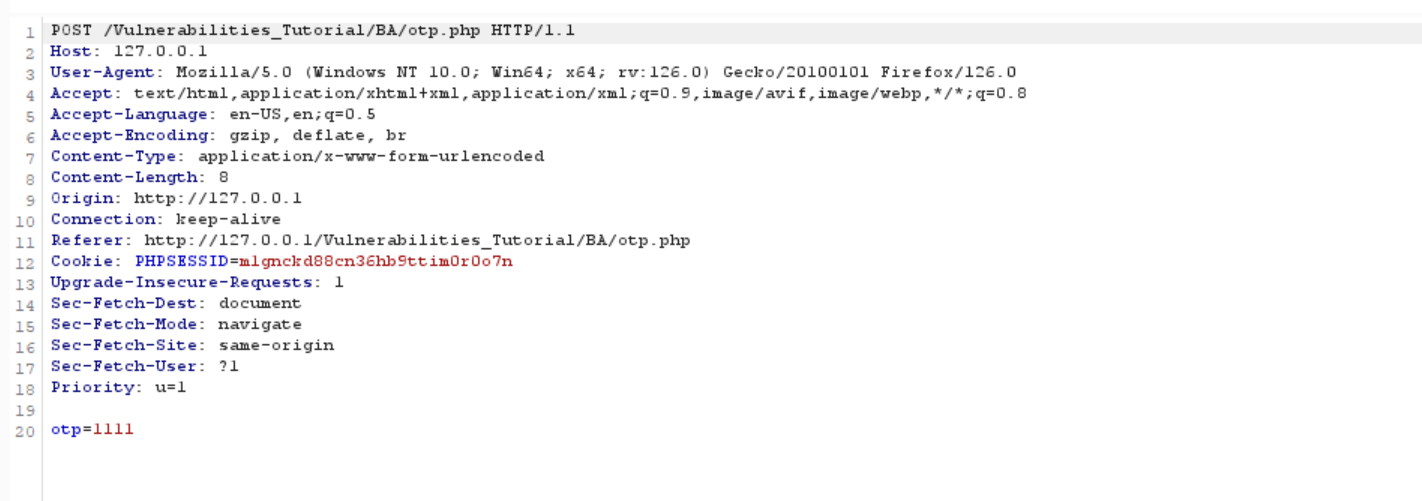 1 POST /Vulnerabilities_Tutorial/BA/otp.php HTTP/1.1
2 Host: 127.0.0.1
3 User-Agent: Mozilla/5.0 (Windows NT 10.0; Win64; x64; rv:126.0) Gecko/20100101 Firefox/126.0
4 Accept: text/html,application/xhtml+xml,application/xml;q=0.9,image/avif,image/webp,*/*;q=0.8
5 Accept-Language: en-US,en;q=0.5
6 Accept-Encoding: gzip, deflate, br
7 Content-Type: application/x-www-form-urlencoded
8 Content-Length: 8
9 Origin: http://127.0.0.1
10 Connection: keep-alive
11 Referer: http://127.0.0.1/Vulnerabilities_Tutorial/BA/otp.php
12 Cookie: PHPSESSID=mlgnckd88cn36hb9ttim0r0o7n
13 Upgrade-Insecure-Requests: 1
14 Sec-Fetch-Dest: document
15 Sec-Fetch-Mode: navigate
16 Sec-Fetch-Site: same-origin
17 Sec-Fetch-User: ?1
18 Priority: u=1
19
20 otp=1111